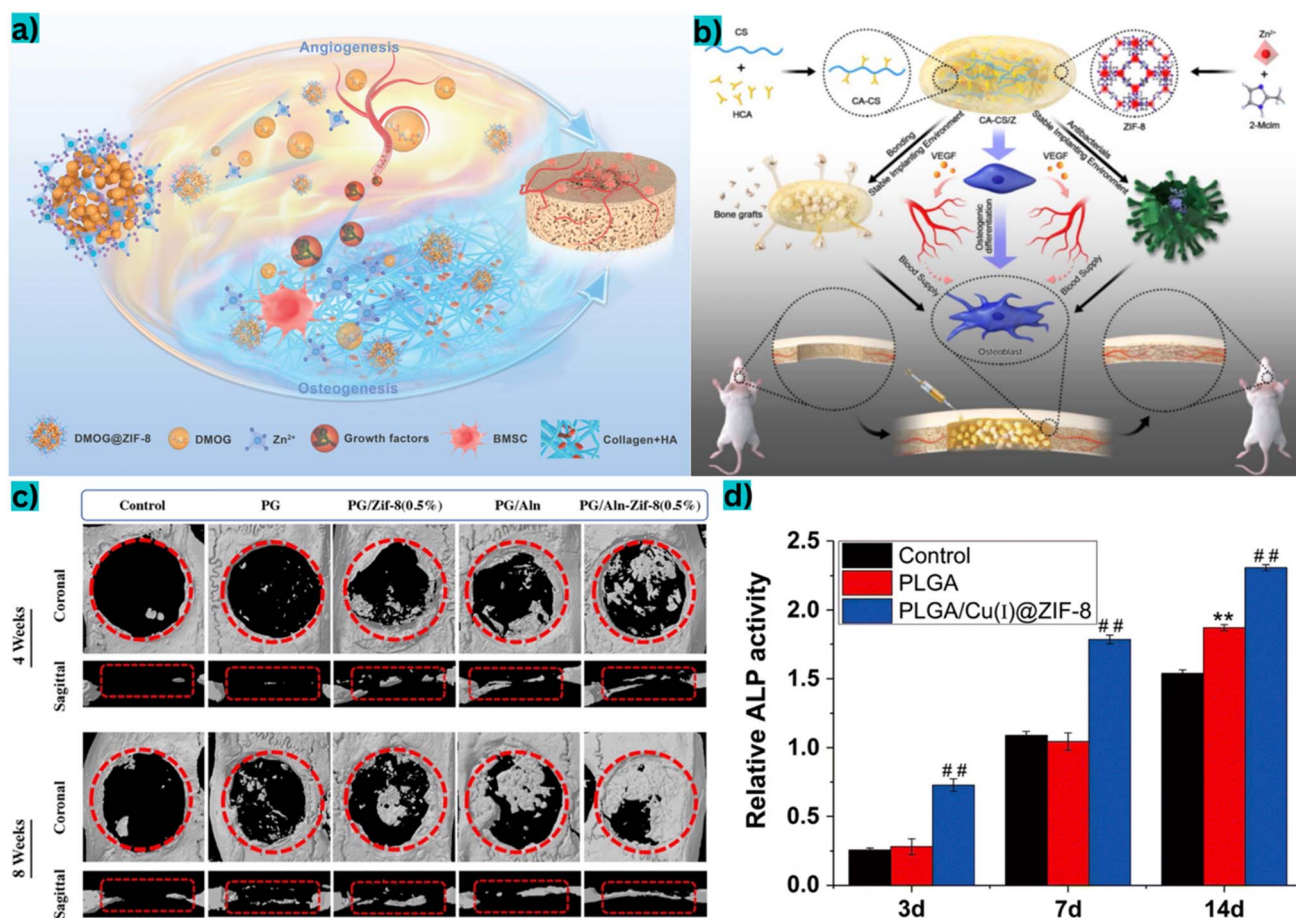 a)
Angiogenesis
Osteogenesis
DMOG@ZIF-8
DMOG
Zn²⁺
Growth factors
BMSC
Collagen+HA
b)
CS
+
HCA
CA-CS
CA-CS/Z
ZIF-8
Zn²⁺
+
2-McIm
Bonding
Stable Implanting Environment
Antibacterials
Stable Implanting Environment
VEGF
VEGF
Bone grafts
Osteogenic
differentiation
Blood Supply
Blood Supply
Osteoblast
c)
Control PG PG/Zif-8(0.5%) PG/Aln PG/Aln-Zif-8(0.5%)
4 Weeks
Coronal
Sagittal
8 Weeks
Coronal
Sagittal
d)
Relative ALP activity
2.5
2.0
1.5
1.0
0.5
0.0
Control
PLGA
PLGA/Cu(I)@ZIF-8
##
##
**
##
3d 7d 14d